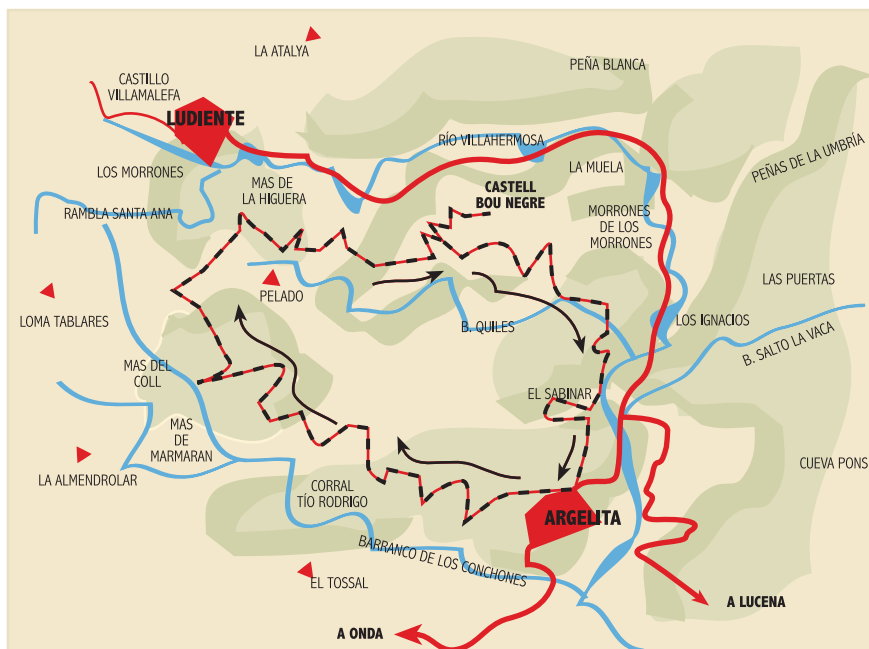 LA ATALYA
PEÑA BLANCA
CASTILLO
VILLAMALEFA
LUDIENTE
RÍO VILLAHERMOSA
PEÑAS DE LA UMBRÍA
LOS MORRONES
LA MUELA
MAS DE
LA HIGUERA
CASTELL
BOU NEGRE
RAMBLA SANTA ANA
MORRONES
DE LOS
MORRONES
LAS PUERTAS
PELADO
LOMA TABLARES
B. QUILES
LOS IGNACIOS
B. SALTO LA VACA
MAS DEL
COLL
EL SABINAR
MAS
DE
MARMARAN
LA ALMENDROLAR
CUEVA PONS
CORRAL
TÍO RODRIGO
ARGELITA
BARRANCO DE LOS CONCHONES
EL TOSSAL
A LUCENA
A ONDA